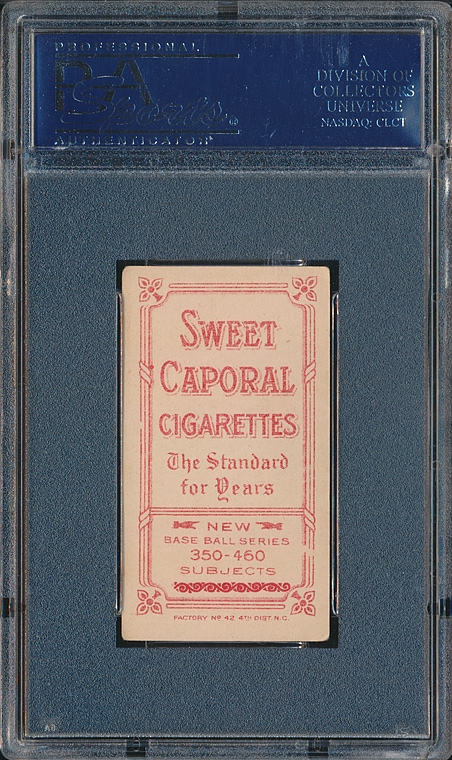 PROFESSIONAL
PSA
Sports
AUTHENTICATOR
A
DIVISION OF
COLLECTORS
UNIVERSE
NASDAQ: CLCT
SWEET
CAPORAL
CIGARETTES
The Standard
for Years
NEW
BASE BALL SERIES
350-460
SUBJECTS
FACTORY Nº 42 4TH DIST. N.C.